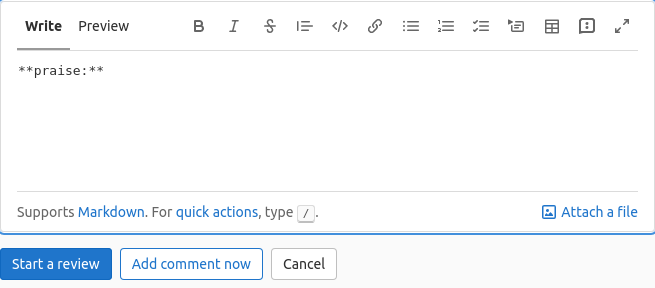 Write Preview
**praise:**
Supports Markdown. For quick actions, type /. Attach a file
Start a review Add comment now Cancel